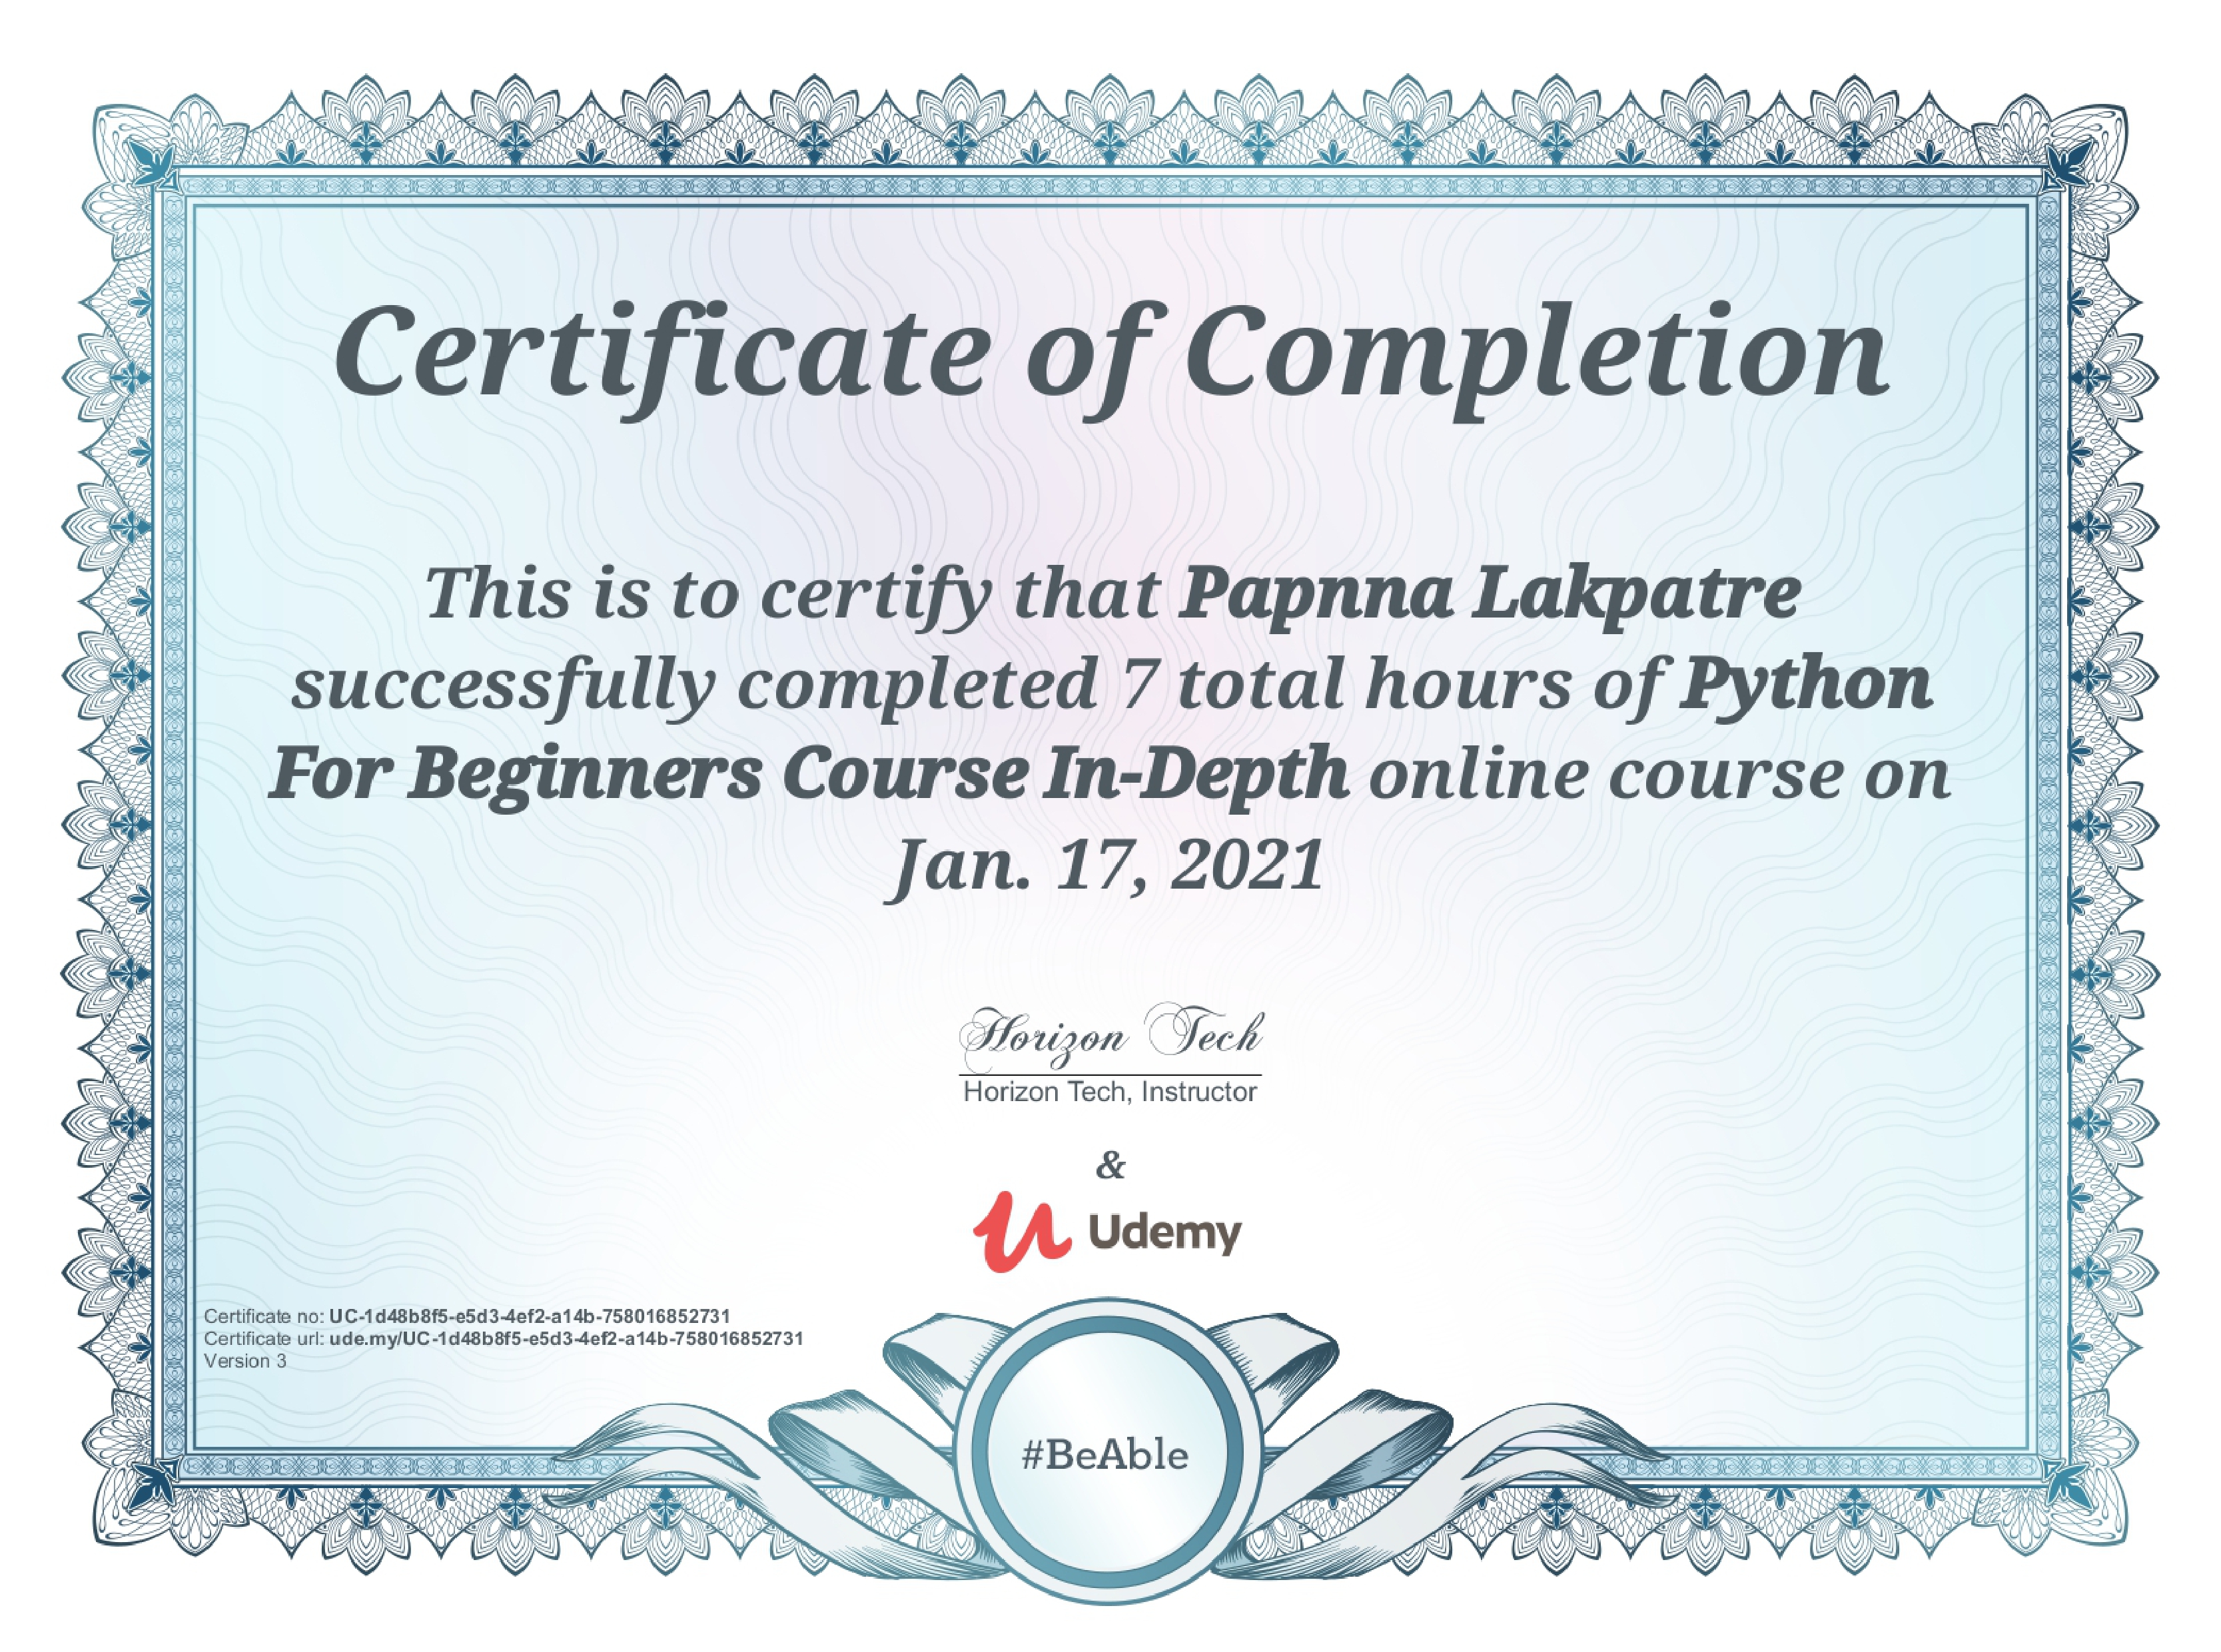 Certificate of Completion
This is to certify that Papnna Lakpatre
successfully completed 7 total hours of Python
For Beginners Course In-Depth online course on
Jan. 17, 2021
Horizon Tech
Horizon Tech, Instructor
&
Udemy
Certificate no: UC-1d48b8f5-e5d3-4ef2-a14b-758016852731
Certificate url: ude.my/UC-1d48b8f5-e5d3-4ef2-a14b-758016852731
Version 3
#BeAble